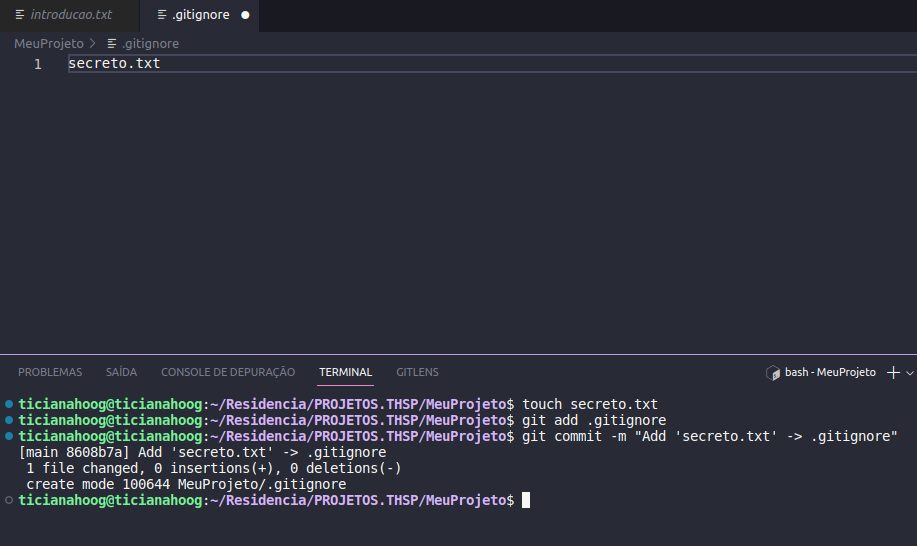 introducao.txt .gitignore
MeuProjeto > .gitignore
1 secreto.txt
PROBLEMAS SAÍDA CONSOLE DE DEPURAÇÃO TERMINAL GITLENS bash - MeuProjeto
ticianahoog@ticianahoog:~/Residencia/PROJETOS.THSP/MeuProjeto$ touch secreto.txt
ticianahoog@ticianahoog:~/Residencia/PROJETOS.THSP/MeuProjeto$ git add .gitignore
ticianahoog@ticianahoog:~/Residencia/PROJETOS.THSP/MeuProjeto$ git commit -m "Add 'secreto.txt' -> .gitignore"
[main 8608b7a] Add 'secreto.txt' -> .gitignore
1 file changed, 0 insertions(+), 0 deletions(-)
create mode 100644 MeuProjeto/.gitignore
ticianahoog@ticianahoog:~/Residencia/PROJETOS.THSP/MeuProjeto$